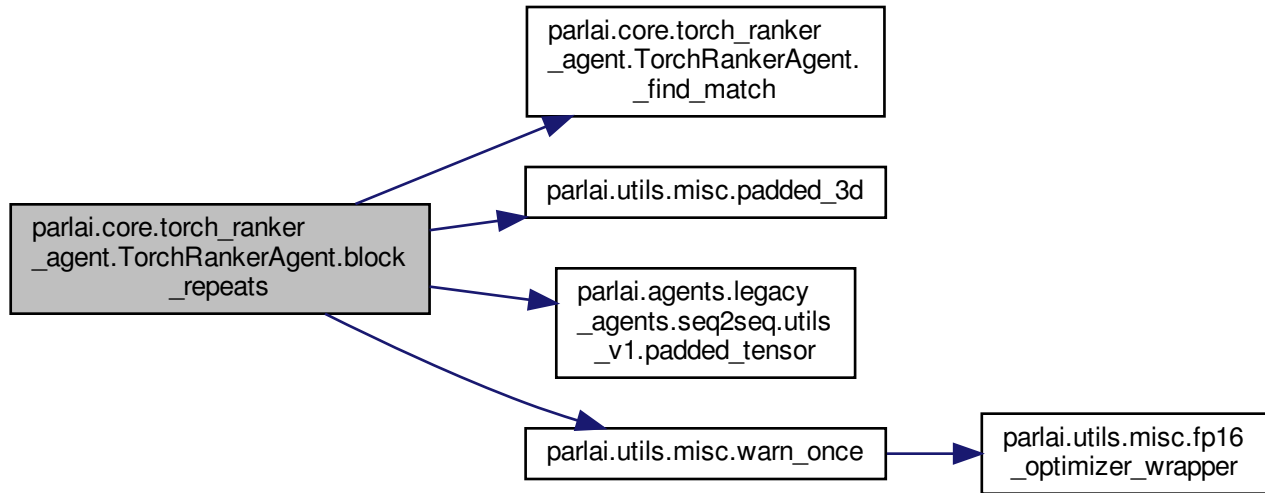 parlai.core.torch_ranker
_agent.TorchRankerAgent.
_find_match
parlai.utils.misc.padded_3d
parlai.core.torch_ranker
_agent.TorchRankerAgent.block
_repeats
parlai.agents.legacy
_agents.seq2seq.utils
_v1.padded_tensor
parlai.utils.misc.warn_once
parlai.utils.misc.fp16
_optimizer_wrapper